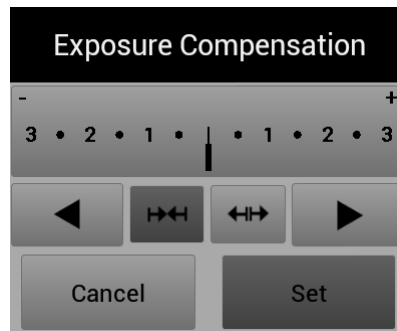 Exposure Compensation
- +
3 • 2 • 1 • | • 1 • 2 • 3
Cancel Set